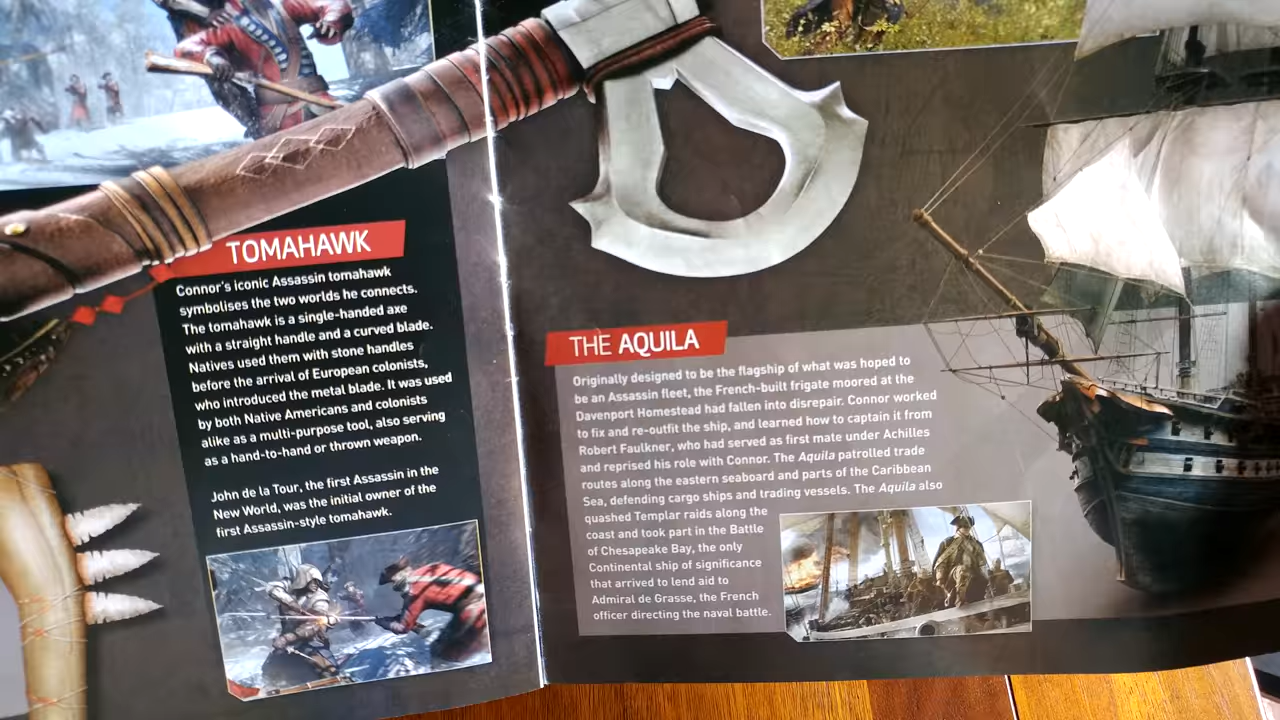 TOMAHAWK
Connor's iconic Assassin tomahawk
symbolises the two worlds he connects.
The tomahawk is a single-handed axe
with a straight handle and a curved blade.
Natives used them with stone handles
before the arrival of European colonists,
who introduced the metal blade. It was used
by both Native Americans and colonists
alike as a multi-purpose tool, also serving
as a hand-to-hand or thrown weapon.
John de la Tour, the first Assassin in the
New World, was the initial owner of the
first Assassin-style tomahawk.
THE AQUILA
Originally designed to be the flagship of what was hoped to
be an Assassin fleet, the French-built frigate moored at the
Davenport Homestead had fallen into disrepair. Connor worked
to fix and re-outfit the ship, and learned how to captain it from
Robert Faulkner, who had served as first mate under Achilles
and reprised his role with Connor. The Aquila patrolled trade
routes along the eastern seaboard and parts of the Caribbean
Sea, defending cargo ships and trading vessels. The Aquila also
quashed Templar raids along the
coast and took part in the Battle
of Chesapeake Bay, the only
Continental ship of significance
that arrived to lend aid to
Admiral de Grasse, the French
officer directing the naval battle.